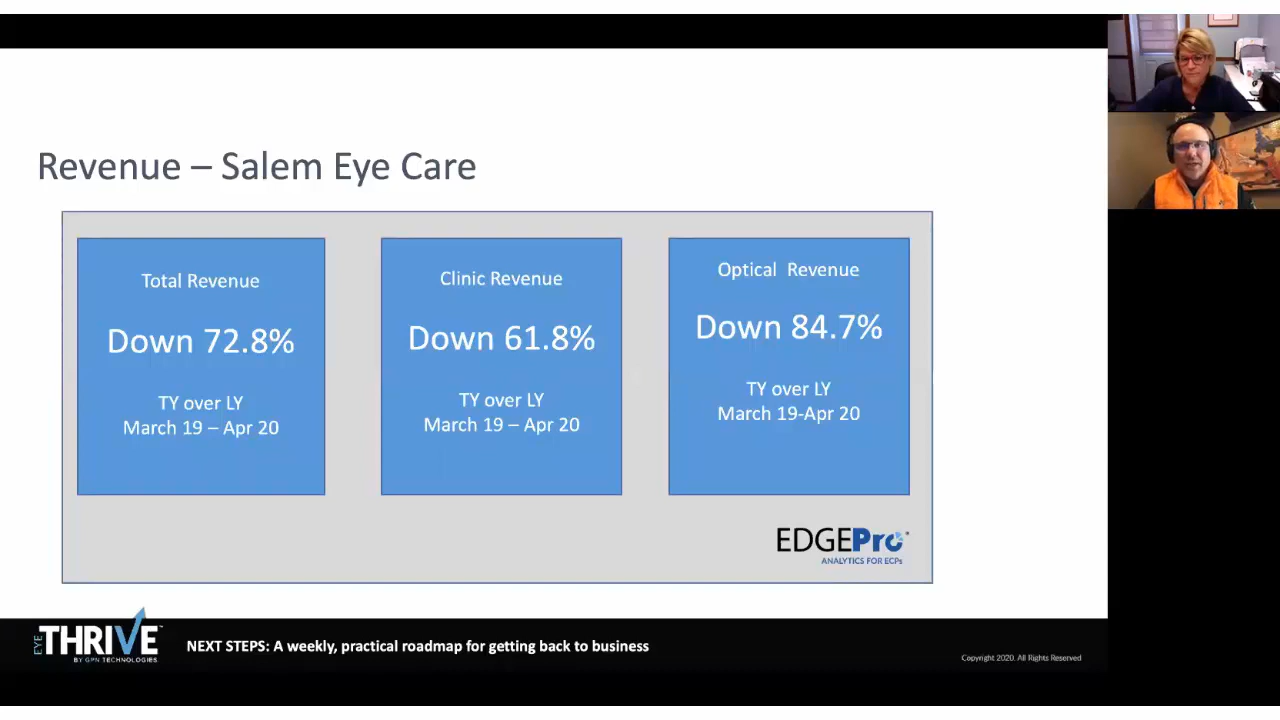 Revenue – Salem Eye Care
Total Revenue
Down 72.8%
TY over LY
March 19 – Apr 20
Clinic Revenue
Down 61.8%
TY over LY
March 19 – Apr 20
Optical Revenue
Down 84.7%
TY over LY
March 19-Apr 20
EDGEPro
ANALYTICS FOR ECPs
EYE THRIVE™
BY GPN TECHNOLOGIES
NEXT STEPS: A weekly, practical roadmap for getting back to business
Copyright 2020. All Rights Reserved